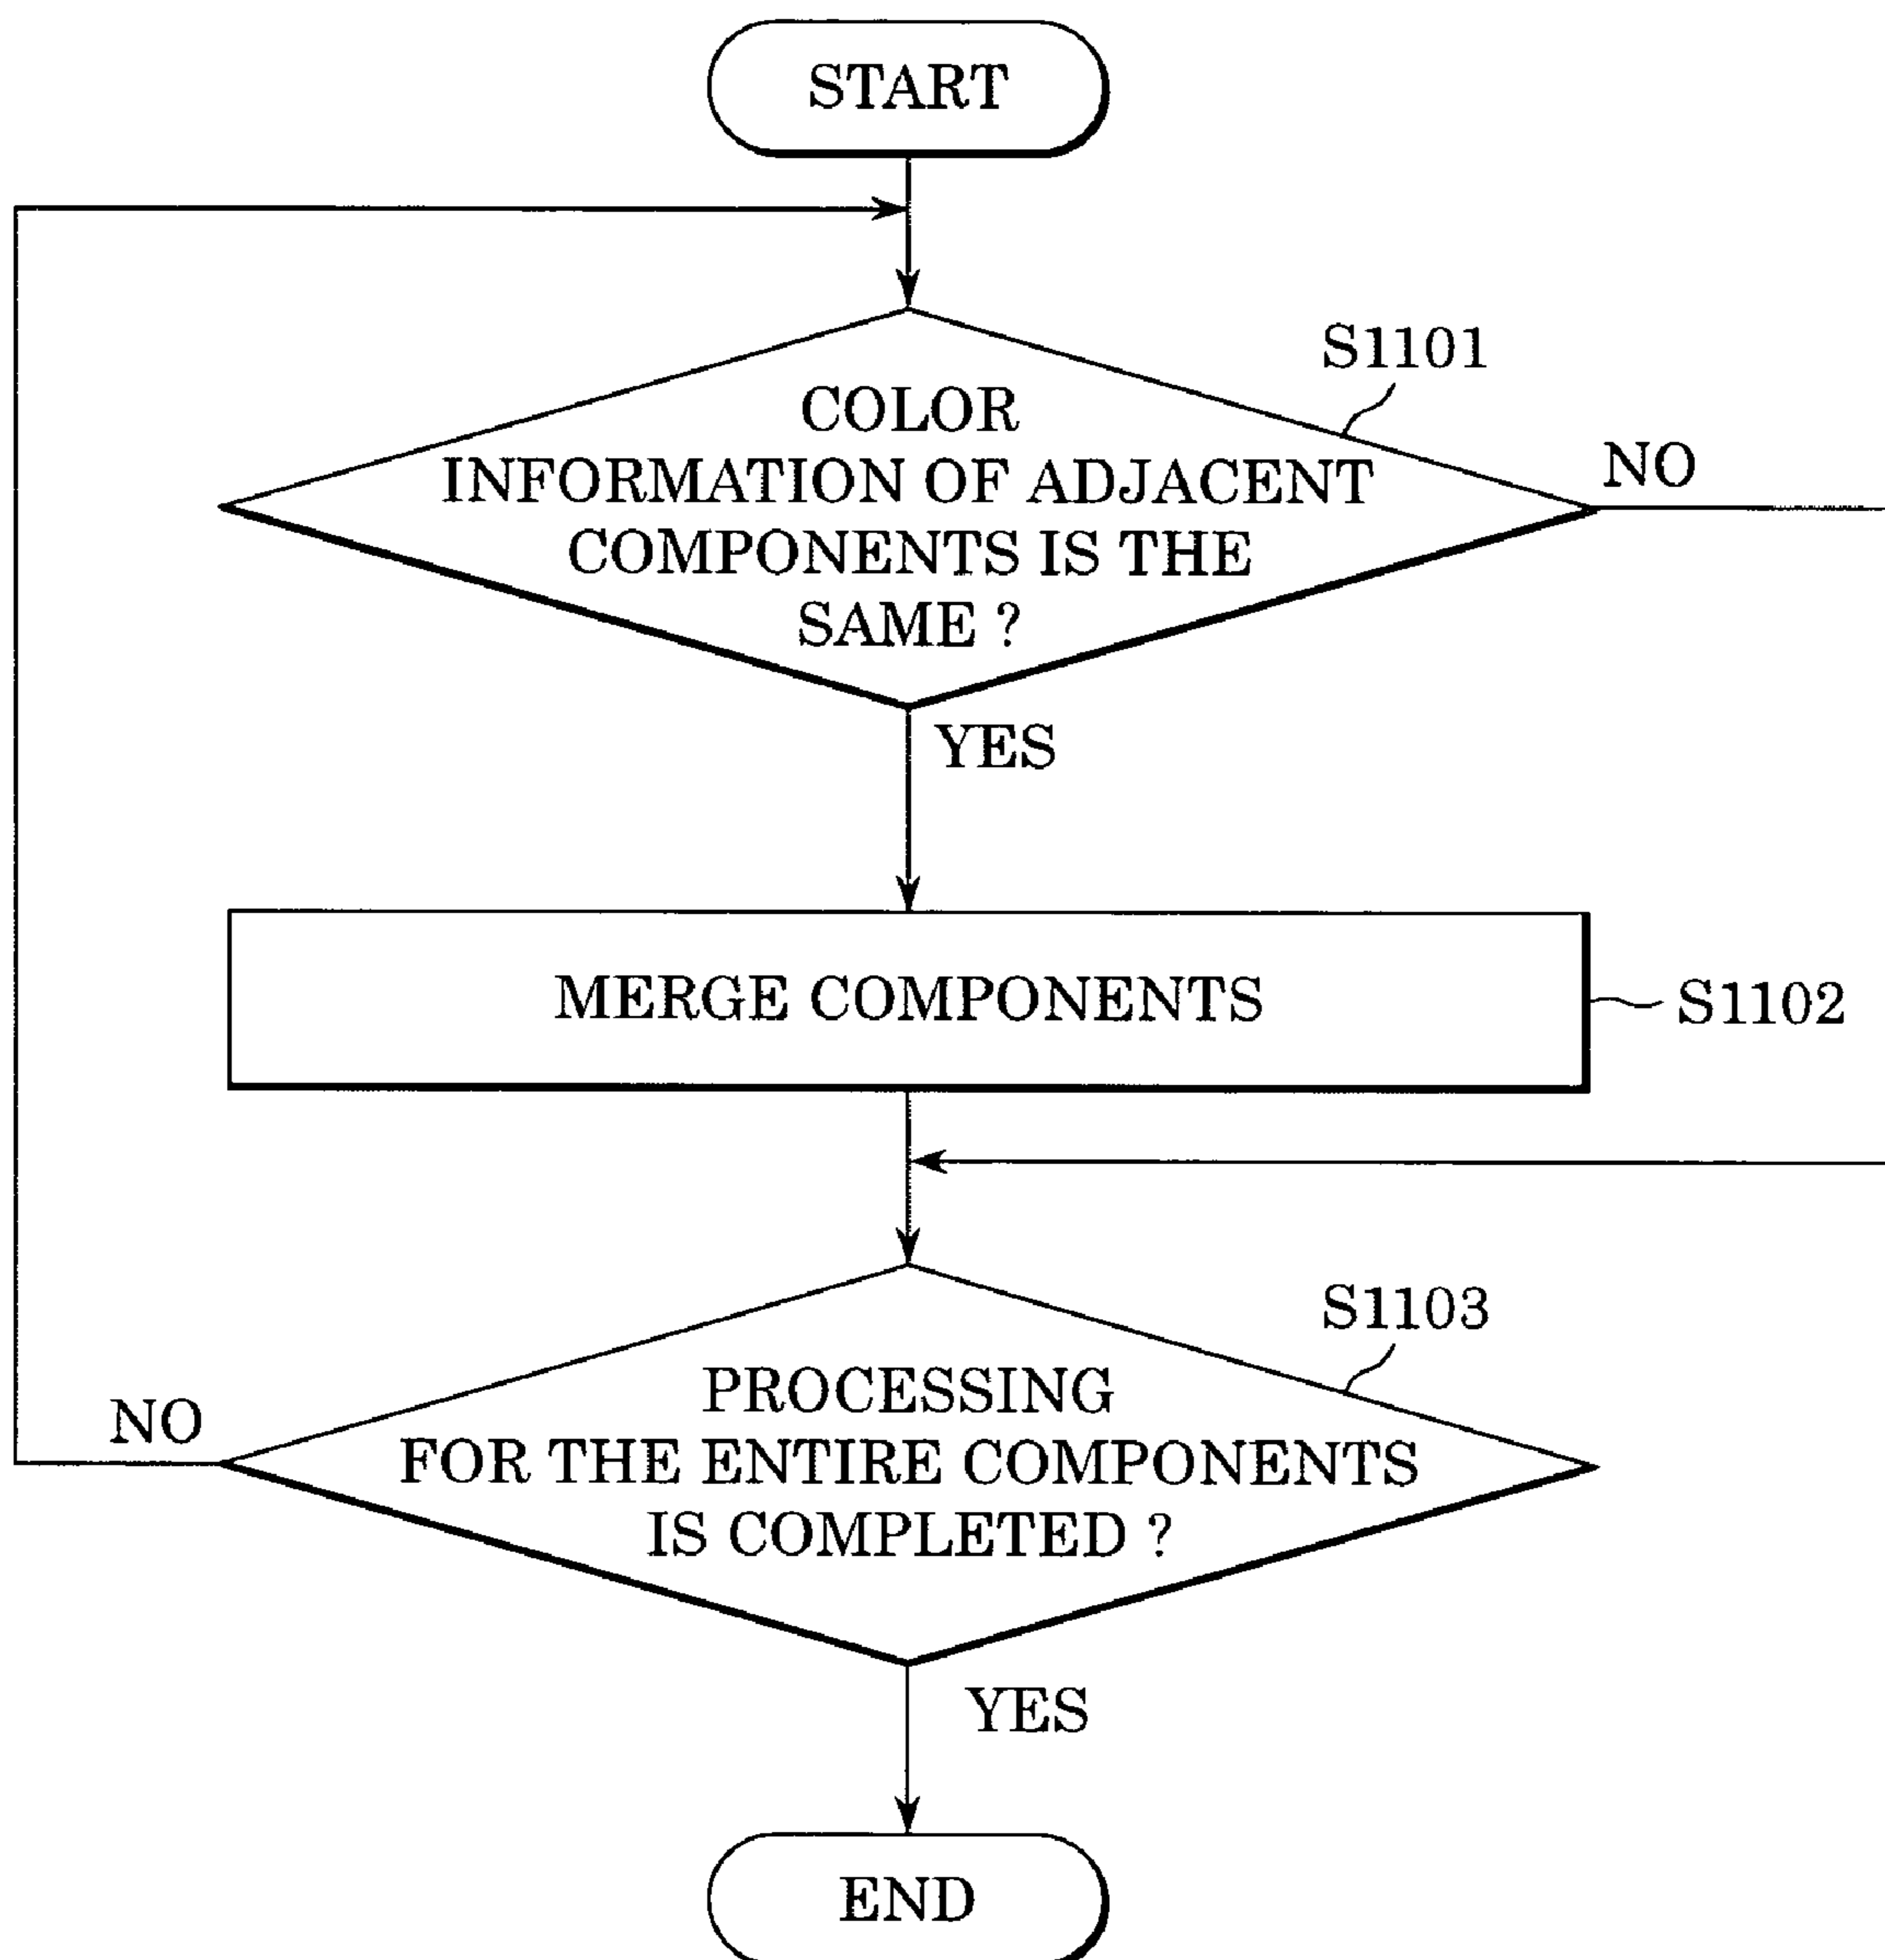 START
S1101
COLOR
INFORMATION OF ADJACENT
COMPONENTS IS THE
SAME ?
NO
YES
MERGE COMPONENTS
S1102
S1103
PROCESSING
FOR THE ENTIRE COMPONENTS
IS COMPLETED ?
NO
YES
END